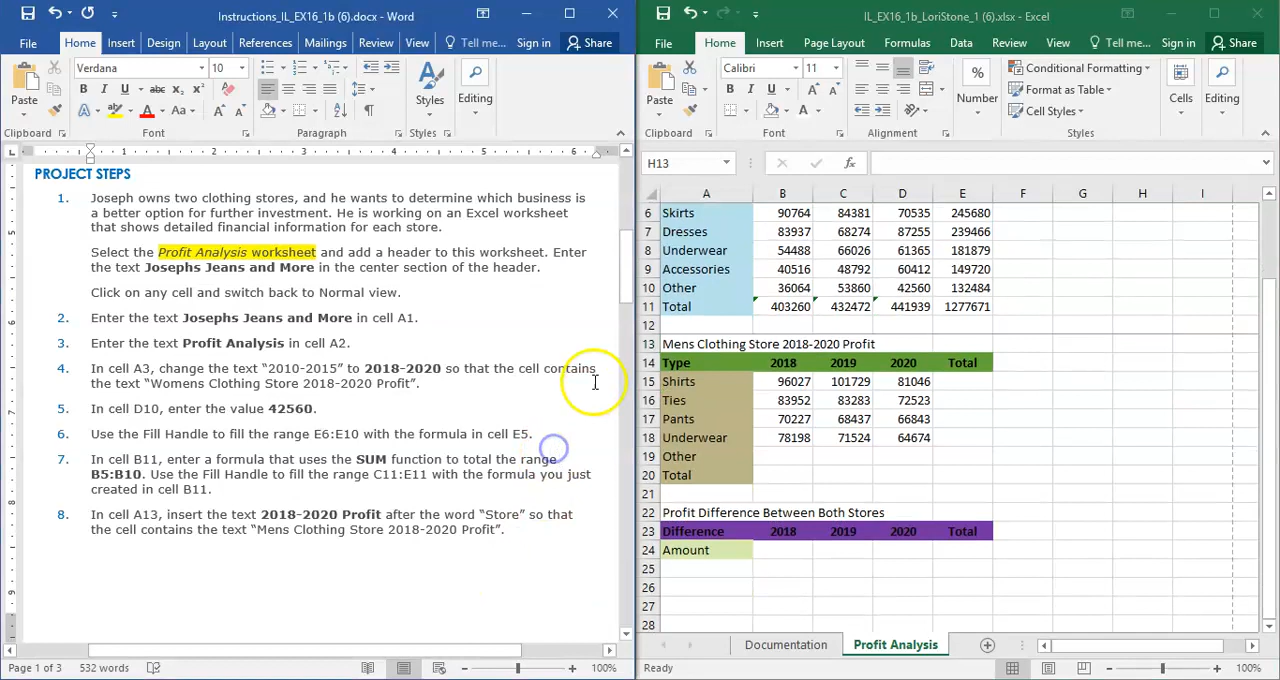 Instructions_IL_EX16_1b (6).docx - Word
File Home Insert Design Layout References Mailings Review View Tell me... Sign in Share
Verdana 10
Paste
Styles
Editing
Clipboard Font Paragraph Styles
1 2 3 4 5 6
PROJECT STEPS
1. Joseph owns two clothing stores, and he wants to determine which business is
a better option for further investment. He is working on an Excel worksheet
that shows detailed financial information for each store.
Select the Profit Analysis worksheet and add a header to this worksheet. Enter
the text Josephs Jeans and More in the center section of the header.
Click on any cell and switch back to Normal view.
2. Enter the text Josephs Jeans and More in cell A1.
3. Enter the text Profit Analysis in cell A2.
4. In cell A3, change the text “2010-2015” to 2018-2020 so that the cell contains
the text “Womens Clothing Store 2018-2020 Profit”.
5. In cell D10, enter the value 42560.
6. Use the Fill Handle to fill the range E6:E10 with the formula in cell E5.
7. In cell B11, enter a formula that uses the SUM function to total the range
B5:B10. Use the Fill Handle to fill the range C11:E11 with the formula you just
created in cell B11.
8. In cell A13, insert the text 2018-2020 Profit after the word “Store” so that
the cell contains the text “Mens Clothing Store 2018-2020 Profit”.
Page 1 of 3 532 words 100%
IL_EX16_1b_LoriStone_1 (6).xlsx - Excel
File Home Insert Page Layout Formulas Data Review View Tell me... Sign in Share
Calibri 11
Paste
Number
Conditional Formatting
Format as Table
Cell Styles
Cells
Editing
Clipboard Font Alignment Styles
H13 fx
A B C D E F G H I
6 Skirts 90764 84381 70535 245680
7 Dresses 83937 68274 87255 239466
8 Underwear 54488 66026 61365 181879
9 Accessories 40516 48792 60412 149720
10 Other 36064 53860 42560 132484
11 Total 403260 432472 441939 1277671
12
13 Mens Clothing Store 2018-2020 Profit
14 Type 2018 2019 2020 Total
15 Shirts 96027 101729 81046
16 Ties 83952 83283 72523
17 Pants 70227 68437 66843
18 Underwear 78198 71524 64674
19 Other
20 Total
21
22 Profit Difference Between Both Stores
23 Difference 2018 2019 2020 Total
24 Amount
25
26
27
28
Documentation Profit Analysis
Ready 100%